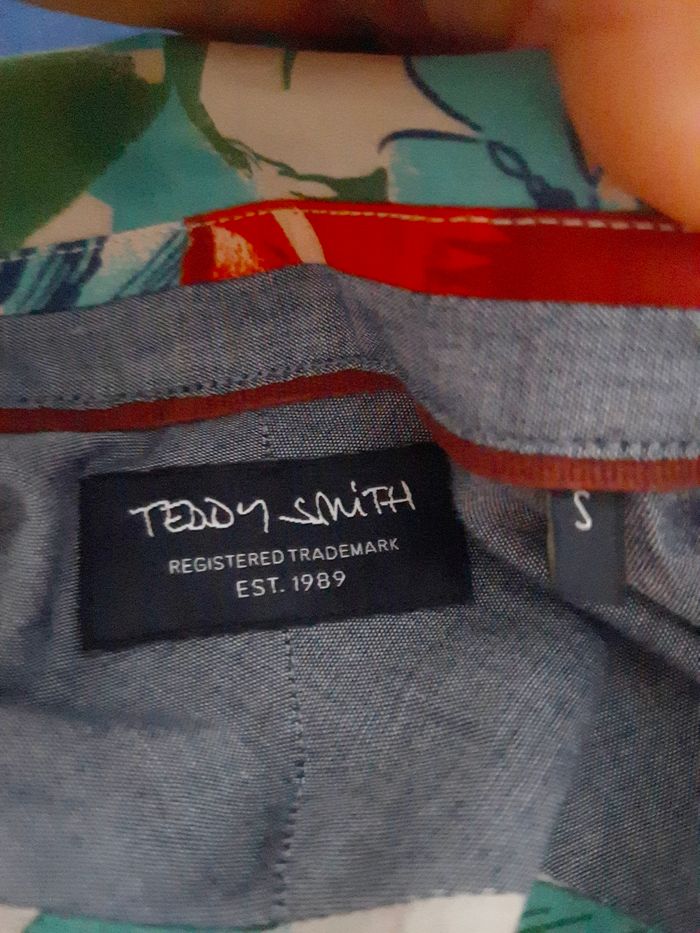 TEDDY SMITH
REGISTERED TRADEMARK
EST. 1989
S